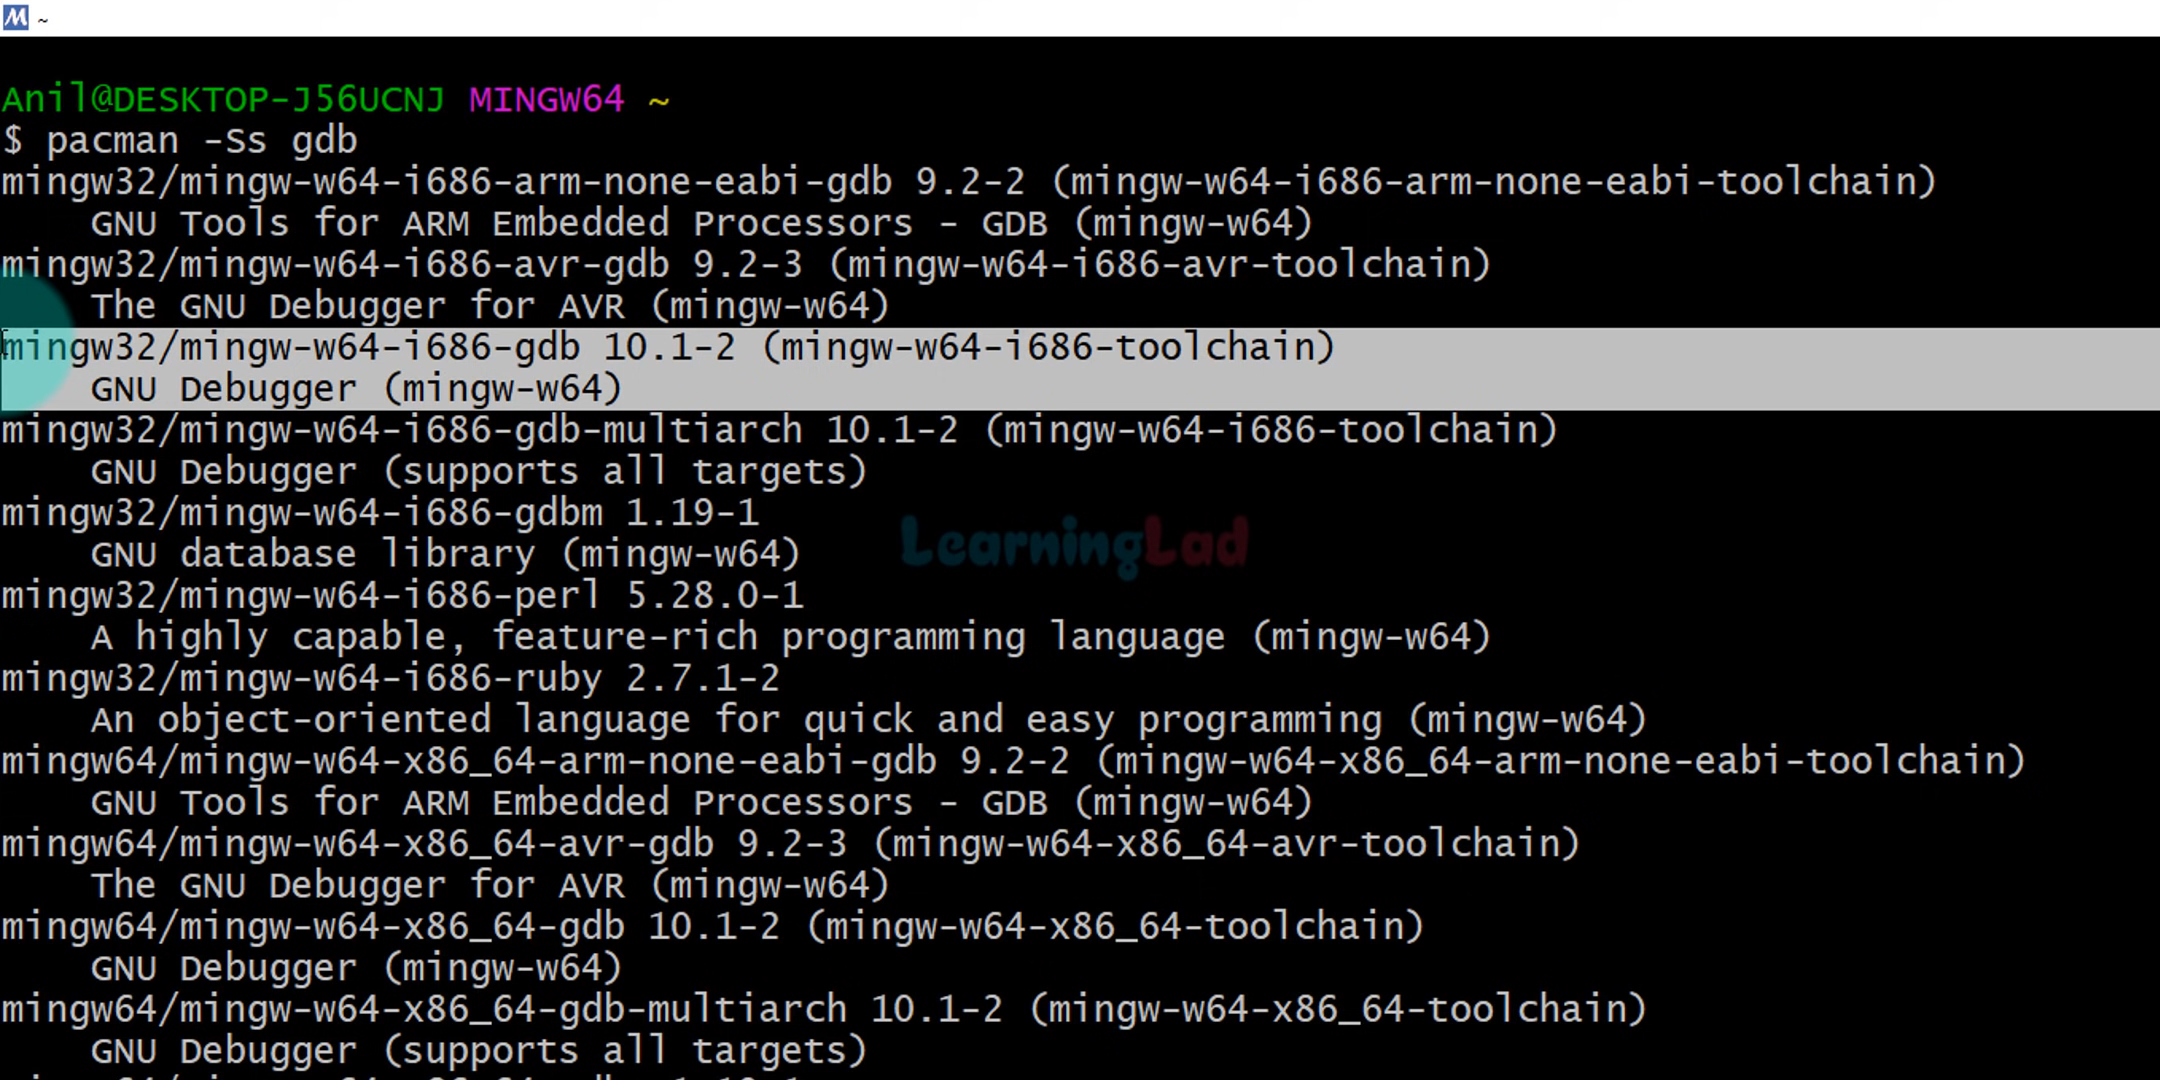 M ~
Anil@DESKTOP-J56UCNJ MINGW64 ~
$ pacman -Ss gdb
mingw32/mingw-w64-i686-arm-none-eabi-gdb 9.2-2 (mingw-w64-i686-arm-none-eabi-toolchain)
GNU Tools for ARM Embedded Processors - GDB (mingw-w64)
mingw32/mingw-w64-i686-avr-gdb 9.2-3 (mingw-w64-i686-avr-toolchain)
The GNU Debugger for AVR (mingw-w64)
mingw32/mingw-w64-i686-gdb 10.1-2 (mingw-w64-i686-toolchain)
GNU Debugger (mingw-w64)
mingw32/mingw-w64-i686-gdb-multiarch 10.1-2 (mingw-w64-i686-toolchain)
GNU Debugger (supports all targets)
mingw32/mingw-w64-i686-gdbm 1.19-1
GNU database library (mingw-w64)
LearningLad
mingw32/mingw-w64-i686-perl 5.28.0-1
A highly capable, feature-rich programming language (mingw-w64)
mingw32/mingw-w64-i686-ruby 2.7.1-2
An object-oriented language for quick and easy programming (mingw-w64)
mingw64/mingw-w64-x86_64-arm-none-eabi-gdb 9.2-2 (mingw-w64-x86_64-arm-none-eabi-toolchain)
GNU Tools for ARM Embedded Processors - GDB (mingw-w64)
mingw64/mingw-w64-x86_64-avr-gdb 9.2-3 (mingw-w64-x86_64-avr-toolchain)
The GNU Debugger for AVR (mingw-w64)
mingw64/mingw-w64-x86_64-gdb 10.1-2 (mingw-w64-x86_64-toolchain)
GNU Debugger (mingw-w64)
mingw64/mingw-w64-x86_64-gdb-multiarch 10.1-2 (mingw-w64-x86_64-toolchain)
GNU Debugger (supports all targets)